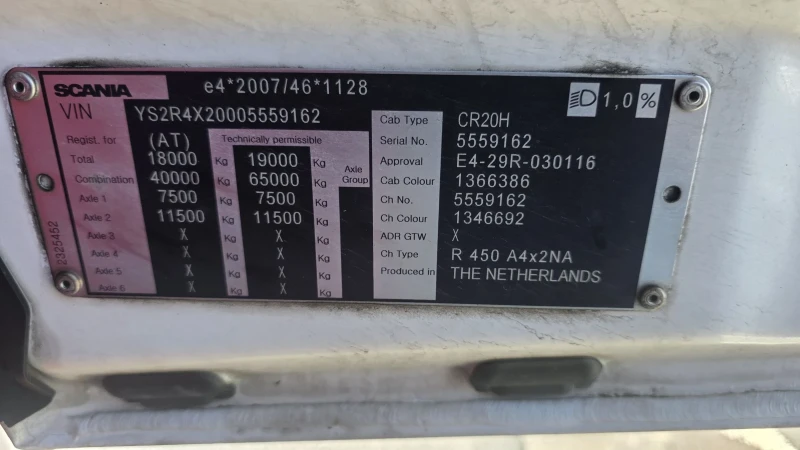 SCANIA e4*2007/46*1128 1,0 %
VIN YS2R4X20005559162
Regist. for (AT) Technically permissible
Total 18000 Kg 19000 Kg Axle Group
Combination 40000 Kg 65000 Kg
Axle 1 7500 Kg 7500 Kg
Axle 2 11500 Kg 11500 Kg
Axle 3 X Kg X Kg
Axle 4 X Kg X Kg
Axle 5 X Kg X Kg
Axle 6 X Kg X Kg
2325452
Cab Type CR20H
Serial No. 5559162
Approval E4-29R-030116
Cab Colour 1366386
Ch No. 5559162
Ch Colour 1346692
ADR GTW X
Ch Type R 450 A4x2NA
Produced in THE NETHERLANDS